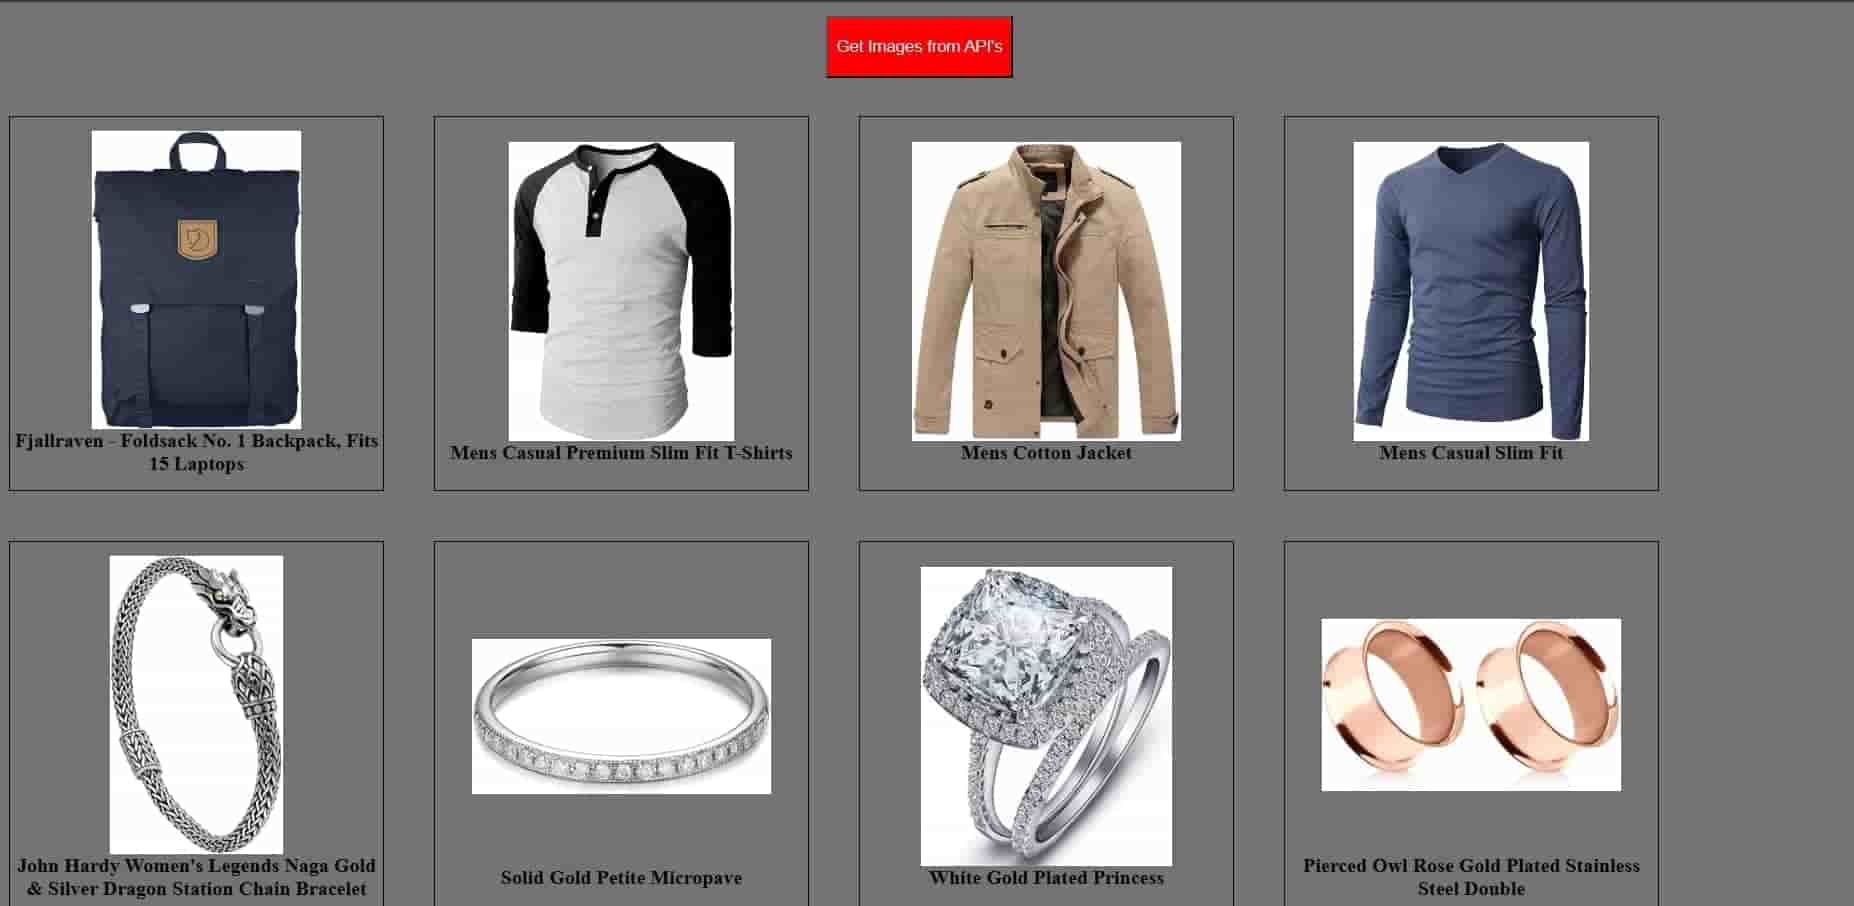 Get Images from API's
Fjallraven - Foldsack No. 1 Backpack, Fits
15 Laptops
Mens Casual Premium Slim Fit T-Shirts
Mens Cotton Jacket
Mens Casual Slim Fit
John Hardy Women's Legends Naga Gold
& Silver Dragon Station Chain Bracelet
Solid Gold Petite Micropave
White Gold Plated Princess
Pierced Owl Rose Gold Plated Stainless
Steel Double